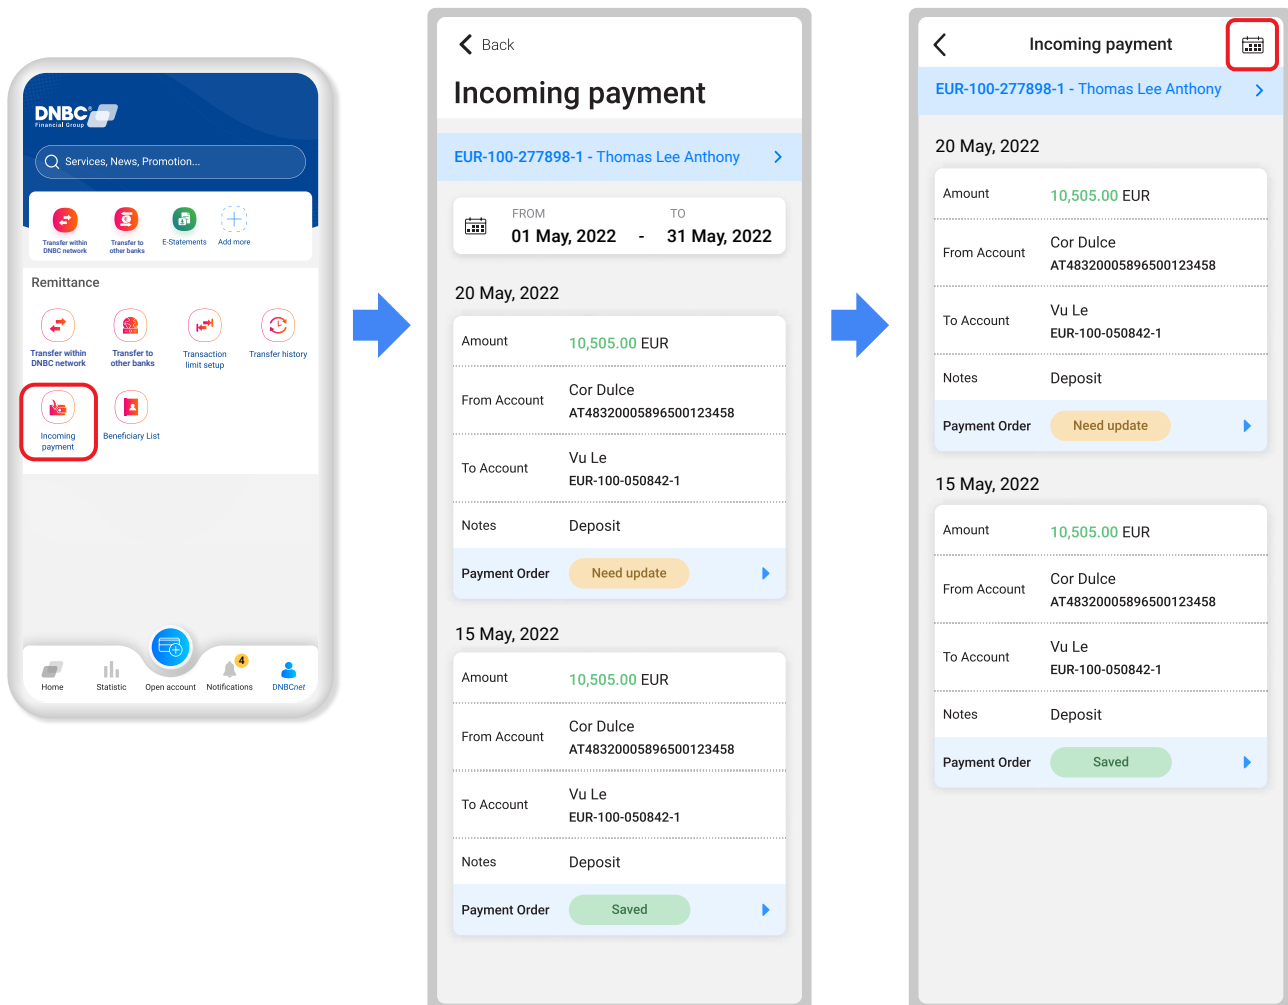 DNBC
Financial Group
Services, News, Promotion...
Transfer within
DNBC network
Transfer to
other banks
E-Statements
Add more
Remittance
Transfer within
DNBC network
Transfer to
other banks
Transaction
limit setup
Transfer history
Incoming
payment
Beneficiary List
Home
Statistic
Open account
4
Notifications
DNBCnet
Back
Incoming payment
EUR-100-277898-1 - Thomas Lee Anthony
FROM
TO
01 May, 2022 - 31 May, 2022
20 May, 2022
Amount 10,505.00 EUR
From Account
Cor Dulce
AT48320005896500123458
To Account
Vu Le
EUR-100-050842-1
Notes Deposit
Payment Order Need update
15 May, 2022
Amount 10,505.00 EUR
From Account
Cor Dulce
AT48320005896500123458
To Account
Vu Le
EUR-100-050842-1
Notes Deposit
Payment Order Saved
Incoming payment
EUR-100-277898-1 - Thomas Lee Anthony
20 May, 2022
Amount 10,505.00 EUR
From Account
Cor Dulce
AT48320005896500123458
To Account
Vu Le
EUR-100-050842-1
Notes Deposit
Payment Order Need update
15 May, 2022
Amount 10,505.00 EUR
From Account
Cor Dulce
AT48320005896500123458
To Account
Vu Le
EUR-100-050842-1
Notes Deposit
Payment Order Saved